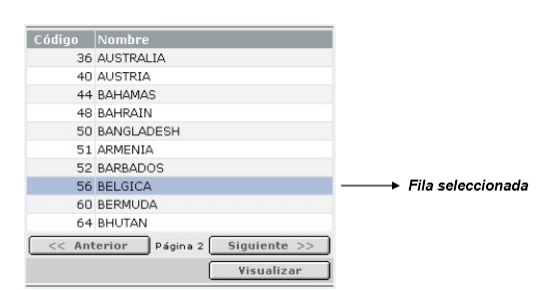 Código Nombre
36 AUSTRALIA
40 AUSTRIA
44 BAHAMAS
48 BAHRAIN
50 BANGLADESH
51 ARMENIA
52 BARBADOS
56 BELGICA Fila seleccionada
60 BERMUDA
64 BHUTAN
<< Anterior Página 2 Siguiente >>
Visualizar